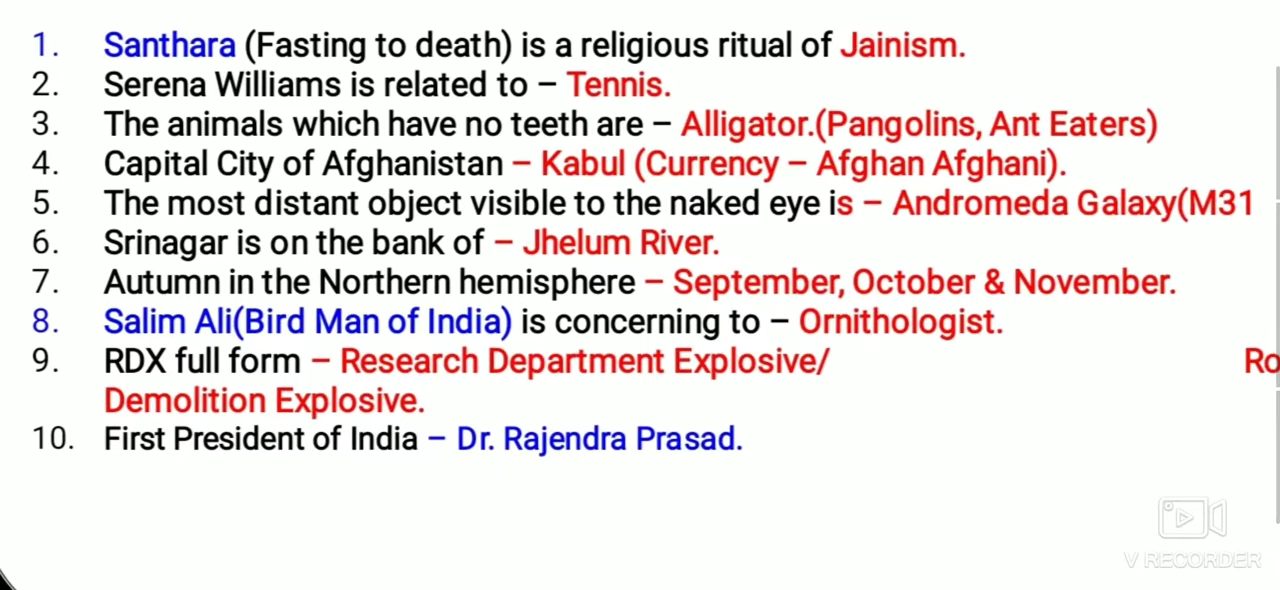 1. Santhara (Fasting to death) is a religious ritual of Jainism.
2. Serena Williams is related to – Tennis.
3. The animals which have no teeth are – Alligator.(Pangolins, Ant Eaters)
4. Capital City of Afghanistan – Kabul (Currency – Afghan Afghani).
5. The most distant object visible to the naked eye is – Andromeda Galaxy(M31
6. Srinagar is on the bank of – Jhelum River.
7. Autumn in the Northern hemisphere – September, October & November.
8. Salim Ali(Bird Man of India) is concerning to – Ornithologist.
9. RDX full form – Research Department Explosive/
Demolition Explosive.
10. First President of India – Dr. Rajendra Prasad.
V RECORDER